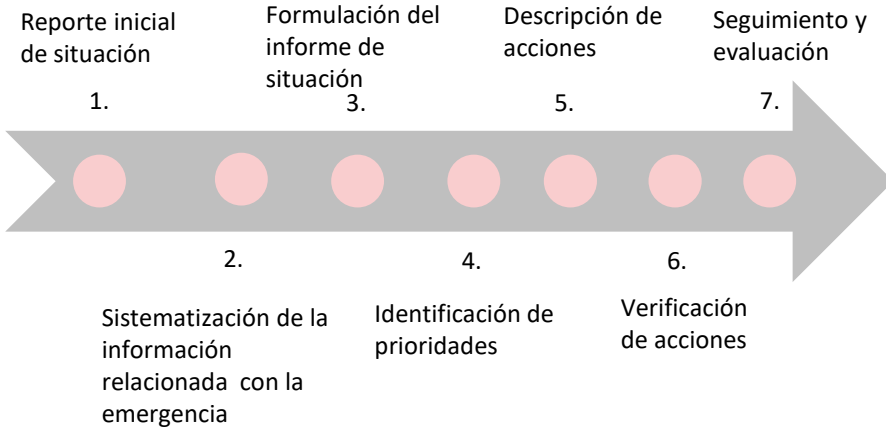 Reporte inicial
de situación
1.
Formulación del
informe de
situación
3.
Descripción de
acciones
5.
Seguimiento y
evaluación
7.
2.
Sistematización de la
información
relacionada con la
emergencia
4.
Identificación de
prioridades
6.
Verificación
de acciones